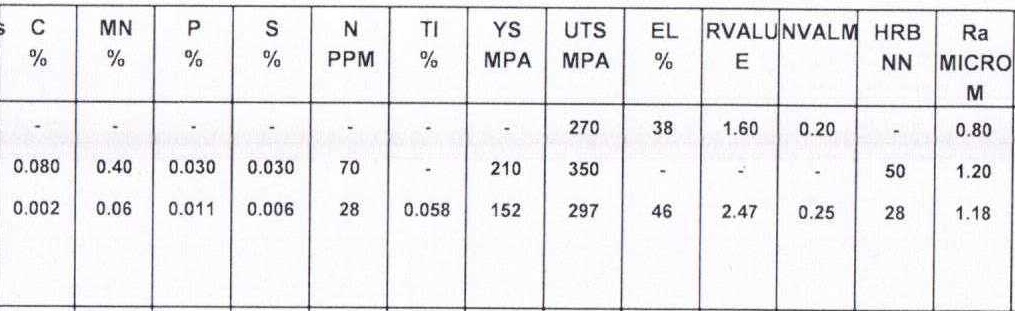 s C MN P S N TI YS UTS EL RVALU NVALM HRB Ra
% % % % PPM % MPA MPA % E NN MICRO
M
- - - - - - - 270 38 1.60 0.20 - 0.80
0.080 0.40 0.030 0.030 70 - 210 350 - - - 50 1.20
0.002 0.06 0.011 0.006 28 0.058 152 297 46 2.47 0.25 28 1.18